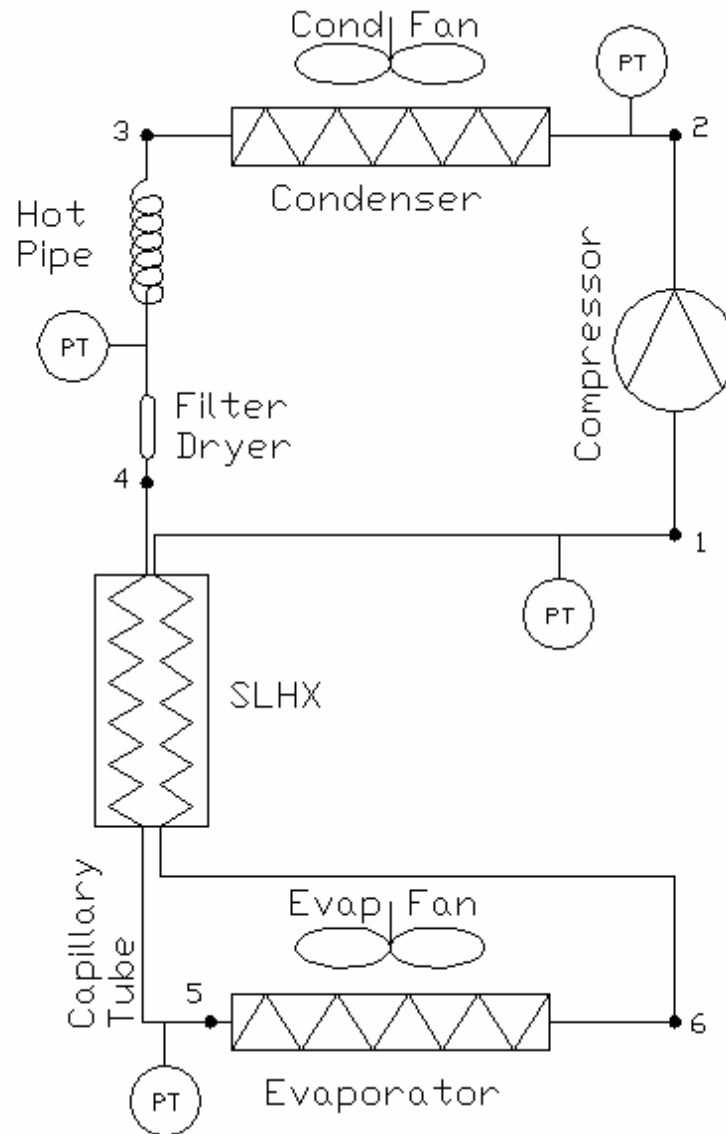 Cond Fan
PT
3
2
Condenser
Hot
Pipe
Compressor
PT
Filter
Dryer
4
1
PT
SLHX
Capillary
Tube
Evap Fan
5
6
PT
Evaporator